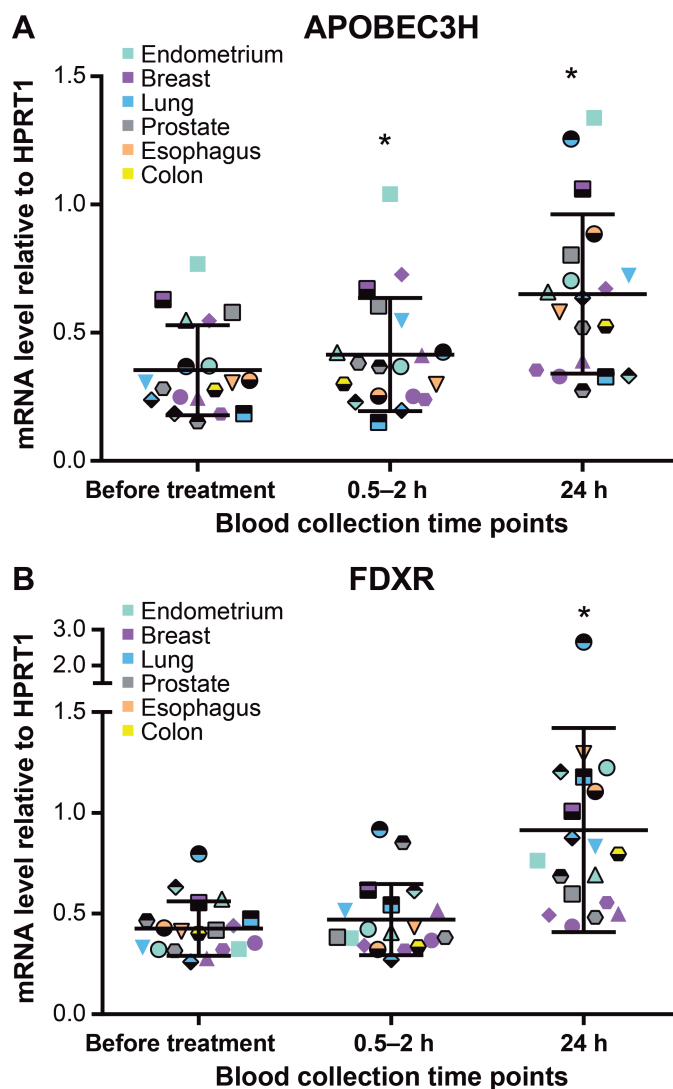 A
APOBEC3H
Endometrium
Breast
Lung
Prostate
Esophagus
Colon
mRNA level relative to HPRT1
1.5
1.0
0.5
0.0
*
*
Before treatment
0.5–2 h
24 h
Blood collection time points
B
FDXR
Endometrium
Breast
Lung
Prostate
Esophagus
Colon
mRNA level relative to HPRT1
3.0
2.0
1.5
1.0
0.5
0.0
*
Before treatment
0.5–2 h
24 h
Blood collection time points